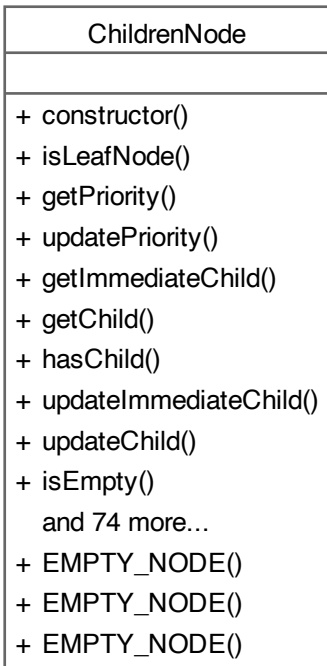 ChildrenNode
+ constructor()
+ isLeafNode()
+ getPriority()
+ updatePriority()
+ getImmediateChild()
+ getChild()
+ hasChild()
+ updateImmediateChild()
+ updateChild()
+ isEmpty()
and 74 more...
+ EMPTY_NODE()
+ EMPTY_NODE()
+ EMPTY_NODE()